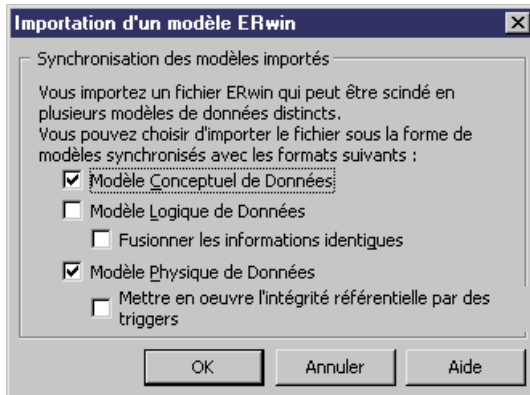 Importation d'un modèle ERwin
Synchronisation des modèles importés
Vous importez un fichier ERwin qui peut être scindé en
plusieurs modèles de données distincts.
Vous pouvez choisir d'importer le fichier sous la forme de
modèles synchronisés avec les formats suivants :
Modèle Conceptuel de Données
Modèle Logique de Données
Fusionner les informations identiques
Modèle Physique de Données
Mettre en oeuvre l'intégrité référentielle par des
triggers
OK Annuler Aide